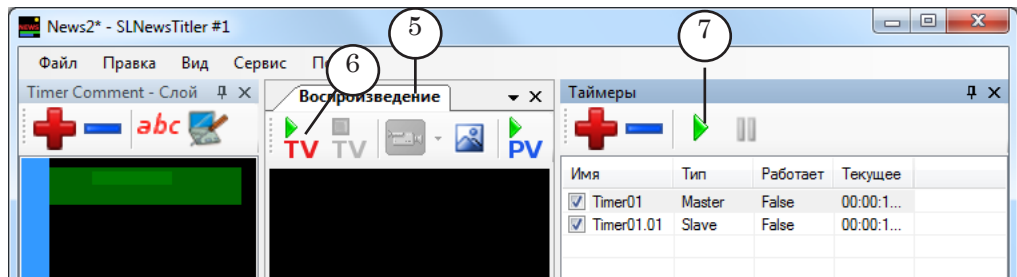 NEWS News2* - SLNewsTitler #1
5
7
6
Файл Правка Вид Сервис
Timer Comment - Слой
Воспроизведение
Таймеры
abc
TV TV PV
Имя Тип Работает Текущее
Timer01 Master False 00:00:1...
Timer01.01 Slave False 00:00:1...